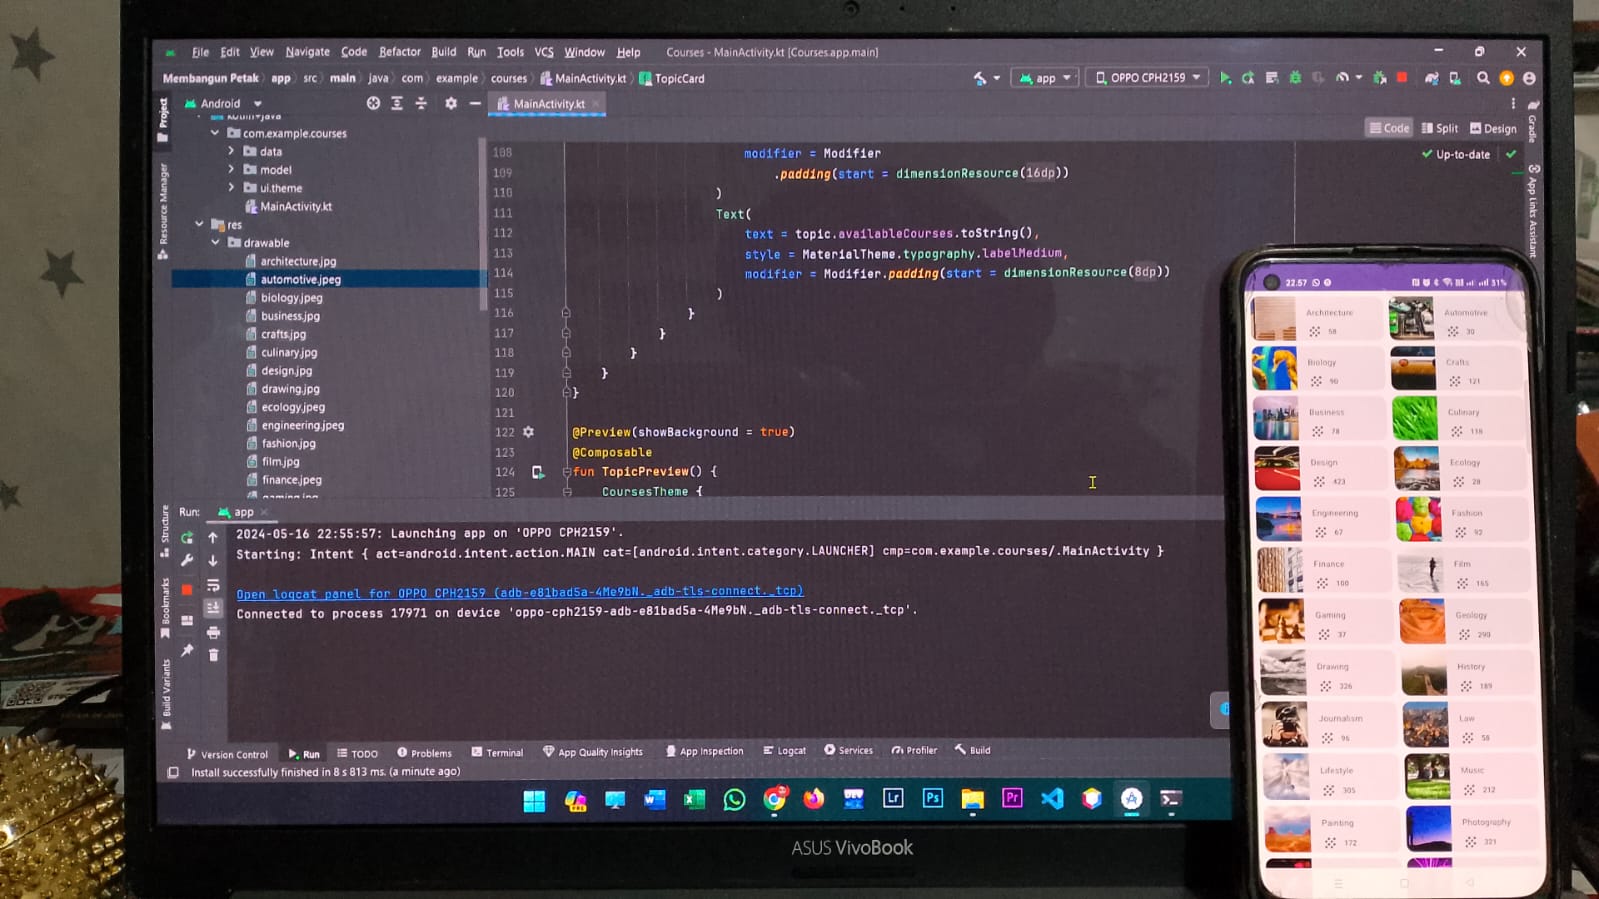 File Edit View Navigate Code Refactor Build Run Tools VCS Window Help Courses - MainActivity.kt [Courses.app.main]
Membangun Petak app src main java com example courses MainActivity.kt TopicCard app OPPO CPH2159
Project Android MainActivity.kt
Code Split Design
Up-to-date
Gradle
App Links Assistant
Resource Manager
kotlin+java
com.example.courses
data
model
ui.theme
MainActivity.kt
res
drawable
architecture.jpg
automotive.jpeg
biology.jpeg
business.jpg
crafts.jpg
culinary.jpg
design.jpg
drawing.jpg
ecology.jpeg
engineering.jpeg
fashion.jpg
film.jpg
finance.jpeg
108 modifier = Modifier
109 .padding(start = dimensionResource(16dp))
110 )
111 Text(
112 text = topic.availableCourses.toString(),
113 style = MaterialTheme.typography.labelMedium,
114 modifier = Modifier.padding(start = dimensionResource(8dp))
115 )
116 }
117 }
118 }
119 }
120 }
121
122 @Preview(showBackground = true)
123 @Composable
124 fun TopicPreview() {
125 CoursesTheme {
Structure
Bookmarks
Build Variants
Run: app
2024-05-16 22:55:57: Launching app on 'OPPO CPH2159'.
Starting: Intent { act=android.intent.action.MAIN cat=[android.intent.category.LAUNCHER] cmp=com.example.courses/.MainActivity }
Open logcat panel for OPPO CPH2159 (adb-e81bad5a-4Me9bN._adb-tls-connect._tcp)
Connected to process 17971 on device 'oppo-cph2159-adb-e81bad5a-4Me9bN._adb-tls-connect._tcp'.
Version Control Run TODO Problems Terminal App Quality Insights App Inspection Logcat Services Profiler Build
Install successfully finished in 8 s 813 ms. (a minute ago)
DEV Lr Ps Pr
ASUS VivoBook
22.57 31%
Architecture Automotive
58 30
Biology Crafts
90 121
Business Culinary
78 118
Design Ecology
423 28
Engineering Fashion
67 92
Finance Film
100 165
Gaming Geology
37 290
Drawing History
326 189
Journalism Law
96 58
Lifestyle Music
305 212
Painting Photography
172 321